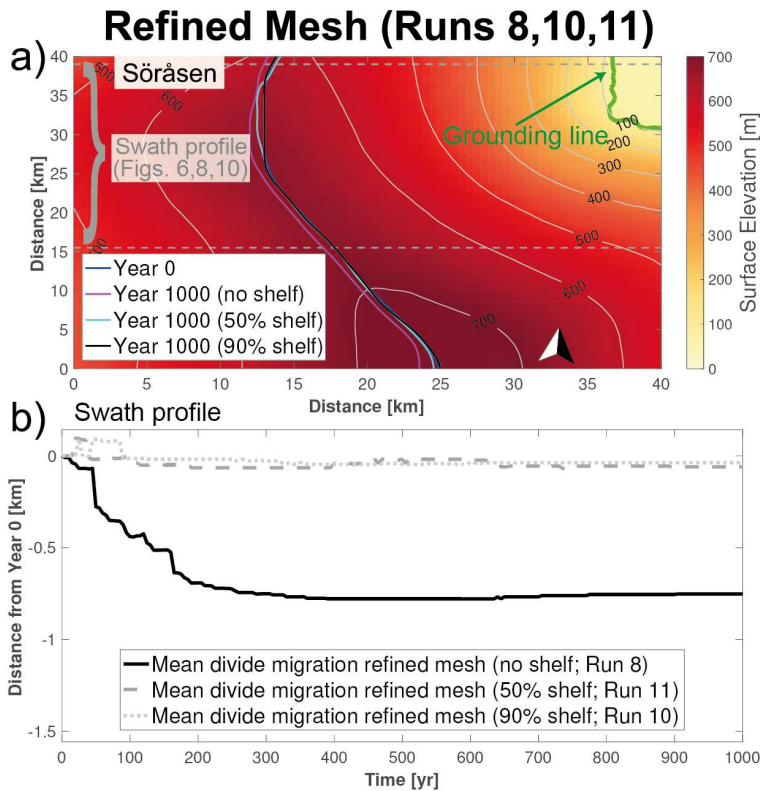 Refined Mesh (Runs 8,10,11)
a)
Söråsen
Swath profile
(Figs. 6,8,10)
Grounding line
500
600
100
200
300
400
500
600
700
Year 0
Year 1000 (no shelf)
Year 1000 (50% shelf)
Year 1000 (90% shelf)
40
35
30
25
20
15
10
5
0
Distance [km]
0 5 10 15 20 25 30 35 40
Distance [km]
700
600
500
400
300
200
100
0
Surface Elevation [m]
b)
Swath profile
0
-0.5
-1
-1.5
Distance from Year 0 [km]
Mean divide migration refined mesh (no shelf; Run 8)
Mean divide migration refined mesh (50% shelf; Run 11)
Mean divide migration refined mesh (90% shelf; Run 10)
0 100 200 300 400 500 600 700 800 900 1000
Time [yr]